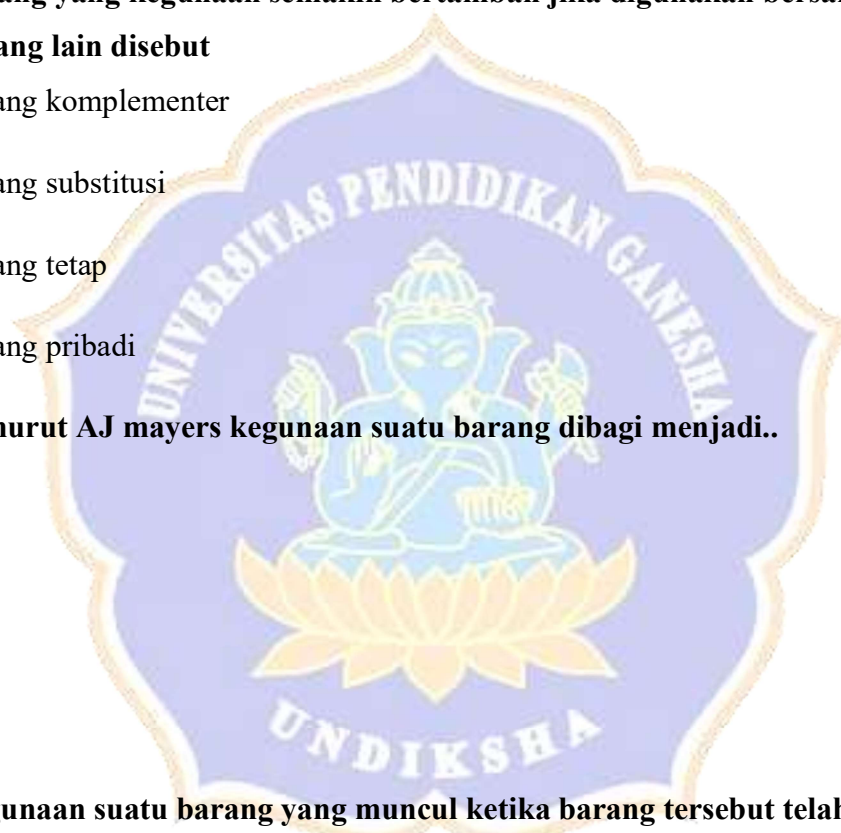 ang yang kegunaan semakin bertambah jika digunakan bersam
ang lain disebut
ang komplementer
ang substitusi
UNIVERSITAS PENDIDIKAN GANESHA
ang tetap
ang pribadi
nurut AJ mayers kegunaan suatu barang dibagi menjadi..
UNDIKSHA
gunaan suatu barang yang muncul ketika barang tersebut telah